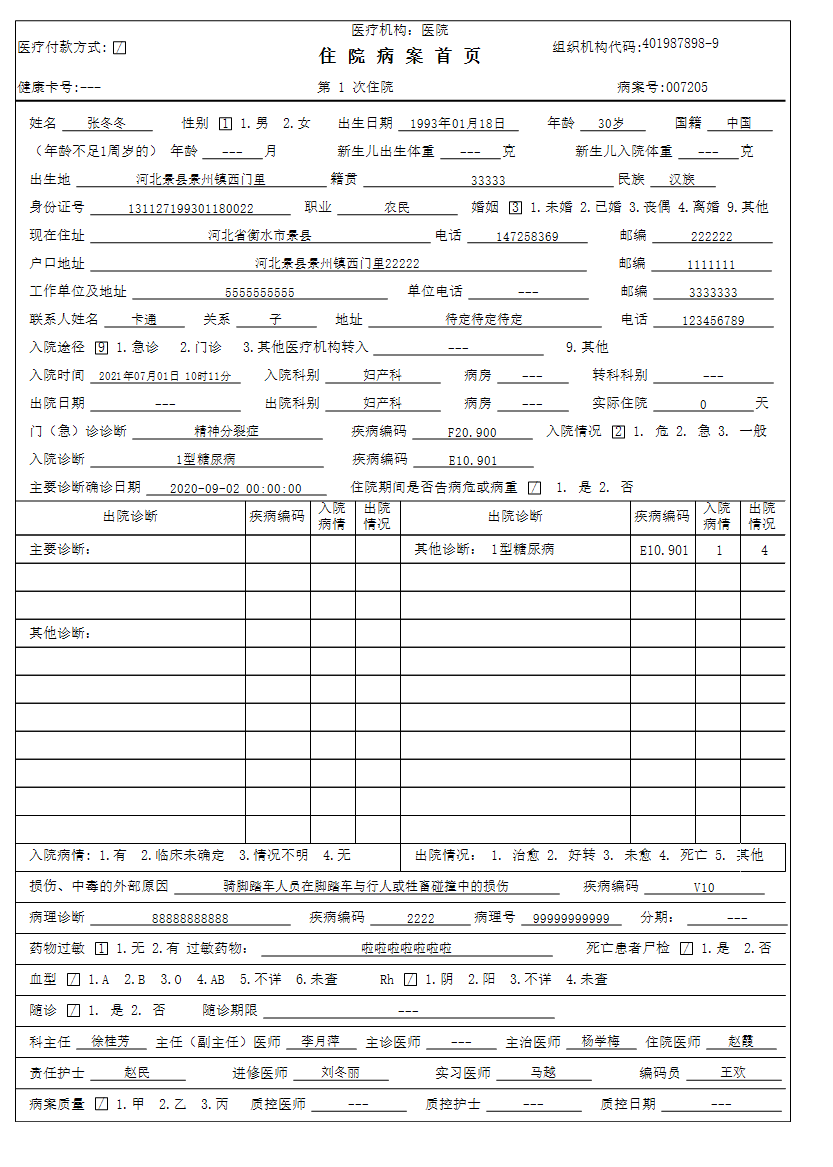 医疗机构: 医院
医疗付款方式: / 住 院 病 案 首 页 组织机构代码:401987898-9
健康卡号:--- 第 1 次住院 病案号:007205
姓名 张冬冬 性别 1 1.男 2.女 出生日期 1993年01月18日 年龄 30岁 国籍 中国
(年龄不足1周岁的) 年龄 --- 月 新生儿出生体重 --- 克 新生儿入院体重 --- 克
出生地 河北景县景州镇西门里 籍贯 33333 民族 汉族
身份证号 131127199301180022 职业 农民 婚姻 3 1.未婚 2.已婚 3.丧偶 4.离婚 9.其他
现在住址 河北省衡水市景县 电话 147258369 邮编 222222
户口地址 河北景县景州镇西门里22222 邮编 1111111
工作单位及地址 5555555555 单位电话 --- 邮编 3333333
联系人姓名 卡通 关系 子 地址 待定待定待定 电话 123456789
入院途径 9 1.急诊 2.门诊 3.其他医疗机构转入 --- 9.其他
入院时间 2021年07月01日 10时11分 入院科别 妇产科 病房 --- 转科科别 ---
出院日期 --- 出院科别 妇产科 病房 --- 实际住院 0 天
门(急)诊诊断 精神分裂症 疾病编码 F20.900 入院情况 2 1. 危 2. 急 3. 一般
入院诊断 1型糖尿病 疾病编码 E10.901
主要诊断确诊日期 2020-09-02 00:00:00 住院期间是否告病危或病重 / 1. 是 2. 否
出院诊断 疾病编码 入院病情 出院情况 出院诊断 疾病编码 入院病情 出院情况
主要诊断: 其他诊断: 1型糖尿病 E10.901 1 4
其他诊断:
入院病情: 1.有 2.临床未确定 3.情况不明 4.无 出院情况: 1. 治愈 2. 好转 3. 未愈 4. 死亡 5. 其他
损伤、中毒的外部原因 骑脚踏车人员在脚踏车与行人或牲畜碰撞中的损伤 疾病编码 V10
病理诊断 88888888888 疾病编码 2222 病理号 99999999999 分期: ---
药物过敏 1 1.无 2.有 过敏药物: 啦啦啦啦啦啦啦 死亡患者尸检 / 1.是 2.否
血型 / 1.A 2.B 3.O 4.AB 5.不详 6.未查 Rh / 1.阴 2.阳 3.不详 4.未查
随诊 / 1. 是 2. 否 随诊期限 ---
科主任 徐桂芳 主任(副主任)医师 李月萍 主诊医师 --- 主治医师 杨学梅 住院医师 赵霞
责任护士 赵民 进修医师 刘冬丽 实习医师 马越 编码员 王欢
病案质量 / 1.甲 2.乙 3.丙 质控医师 --- 质控护士 --- 质控日期 ---